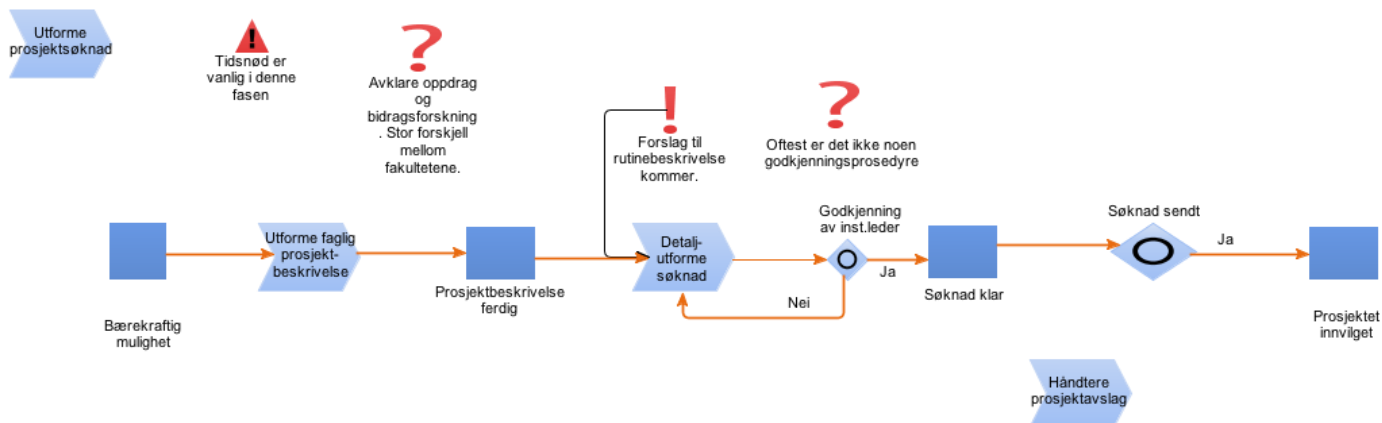 Utforme
prosjektsøknad
Tidsnød er
vanlig i denne
fasen
Avklare oppdrag
og
bidragsforskning
. Stor forskjell
mellom
fakultetene.
Forslag til
rutinebeskrivelse
kommer.
Oftest er det ikke noen
godkjenningsprosedyre
Bærekraftig
mulighet
Utforme faglig
prosjekt-
beskrivelse
Prosjektbeskrivelse
ferdig
Detalj-
utforme
søknad
Godkjenning
av inst.leder
Ja
Nei
Søknad klar
Søknad sendt
Ja
Prosjektet
innvilget
Håndtere
prosjektavslag